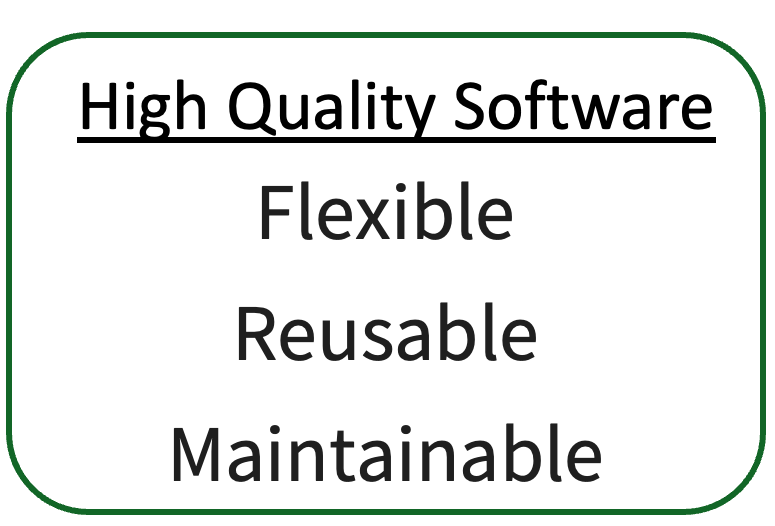 High Quality Software
Flexible
Reusable
Maintainable